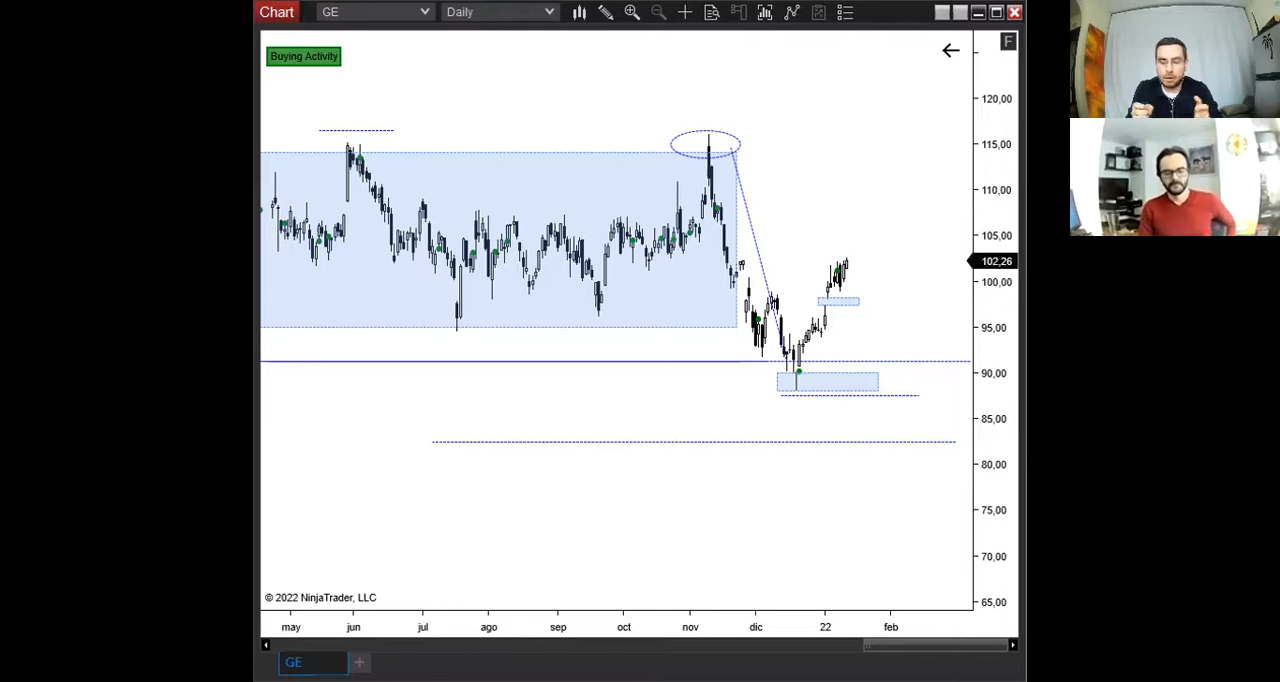 Chart GE Daily
F
Buying Activity
120,00
115,00
110,00
105,00
102,26
100,00
95,00
90,00
85,00
80,00
75,00
70,00
65,00
© 2022 NinjaTrader, LLC
may jun jul ago sep oct nov dic 22 feb
GE